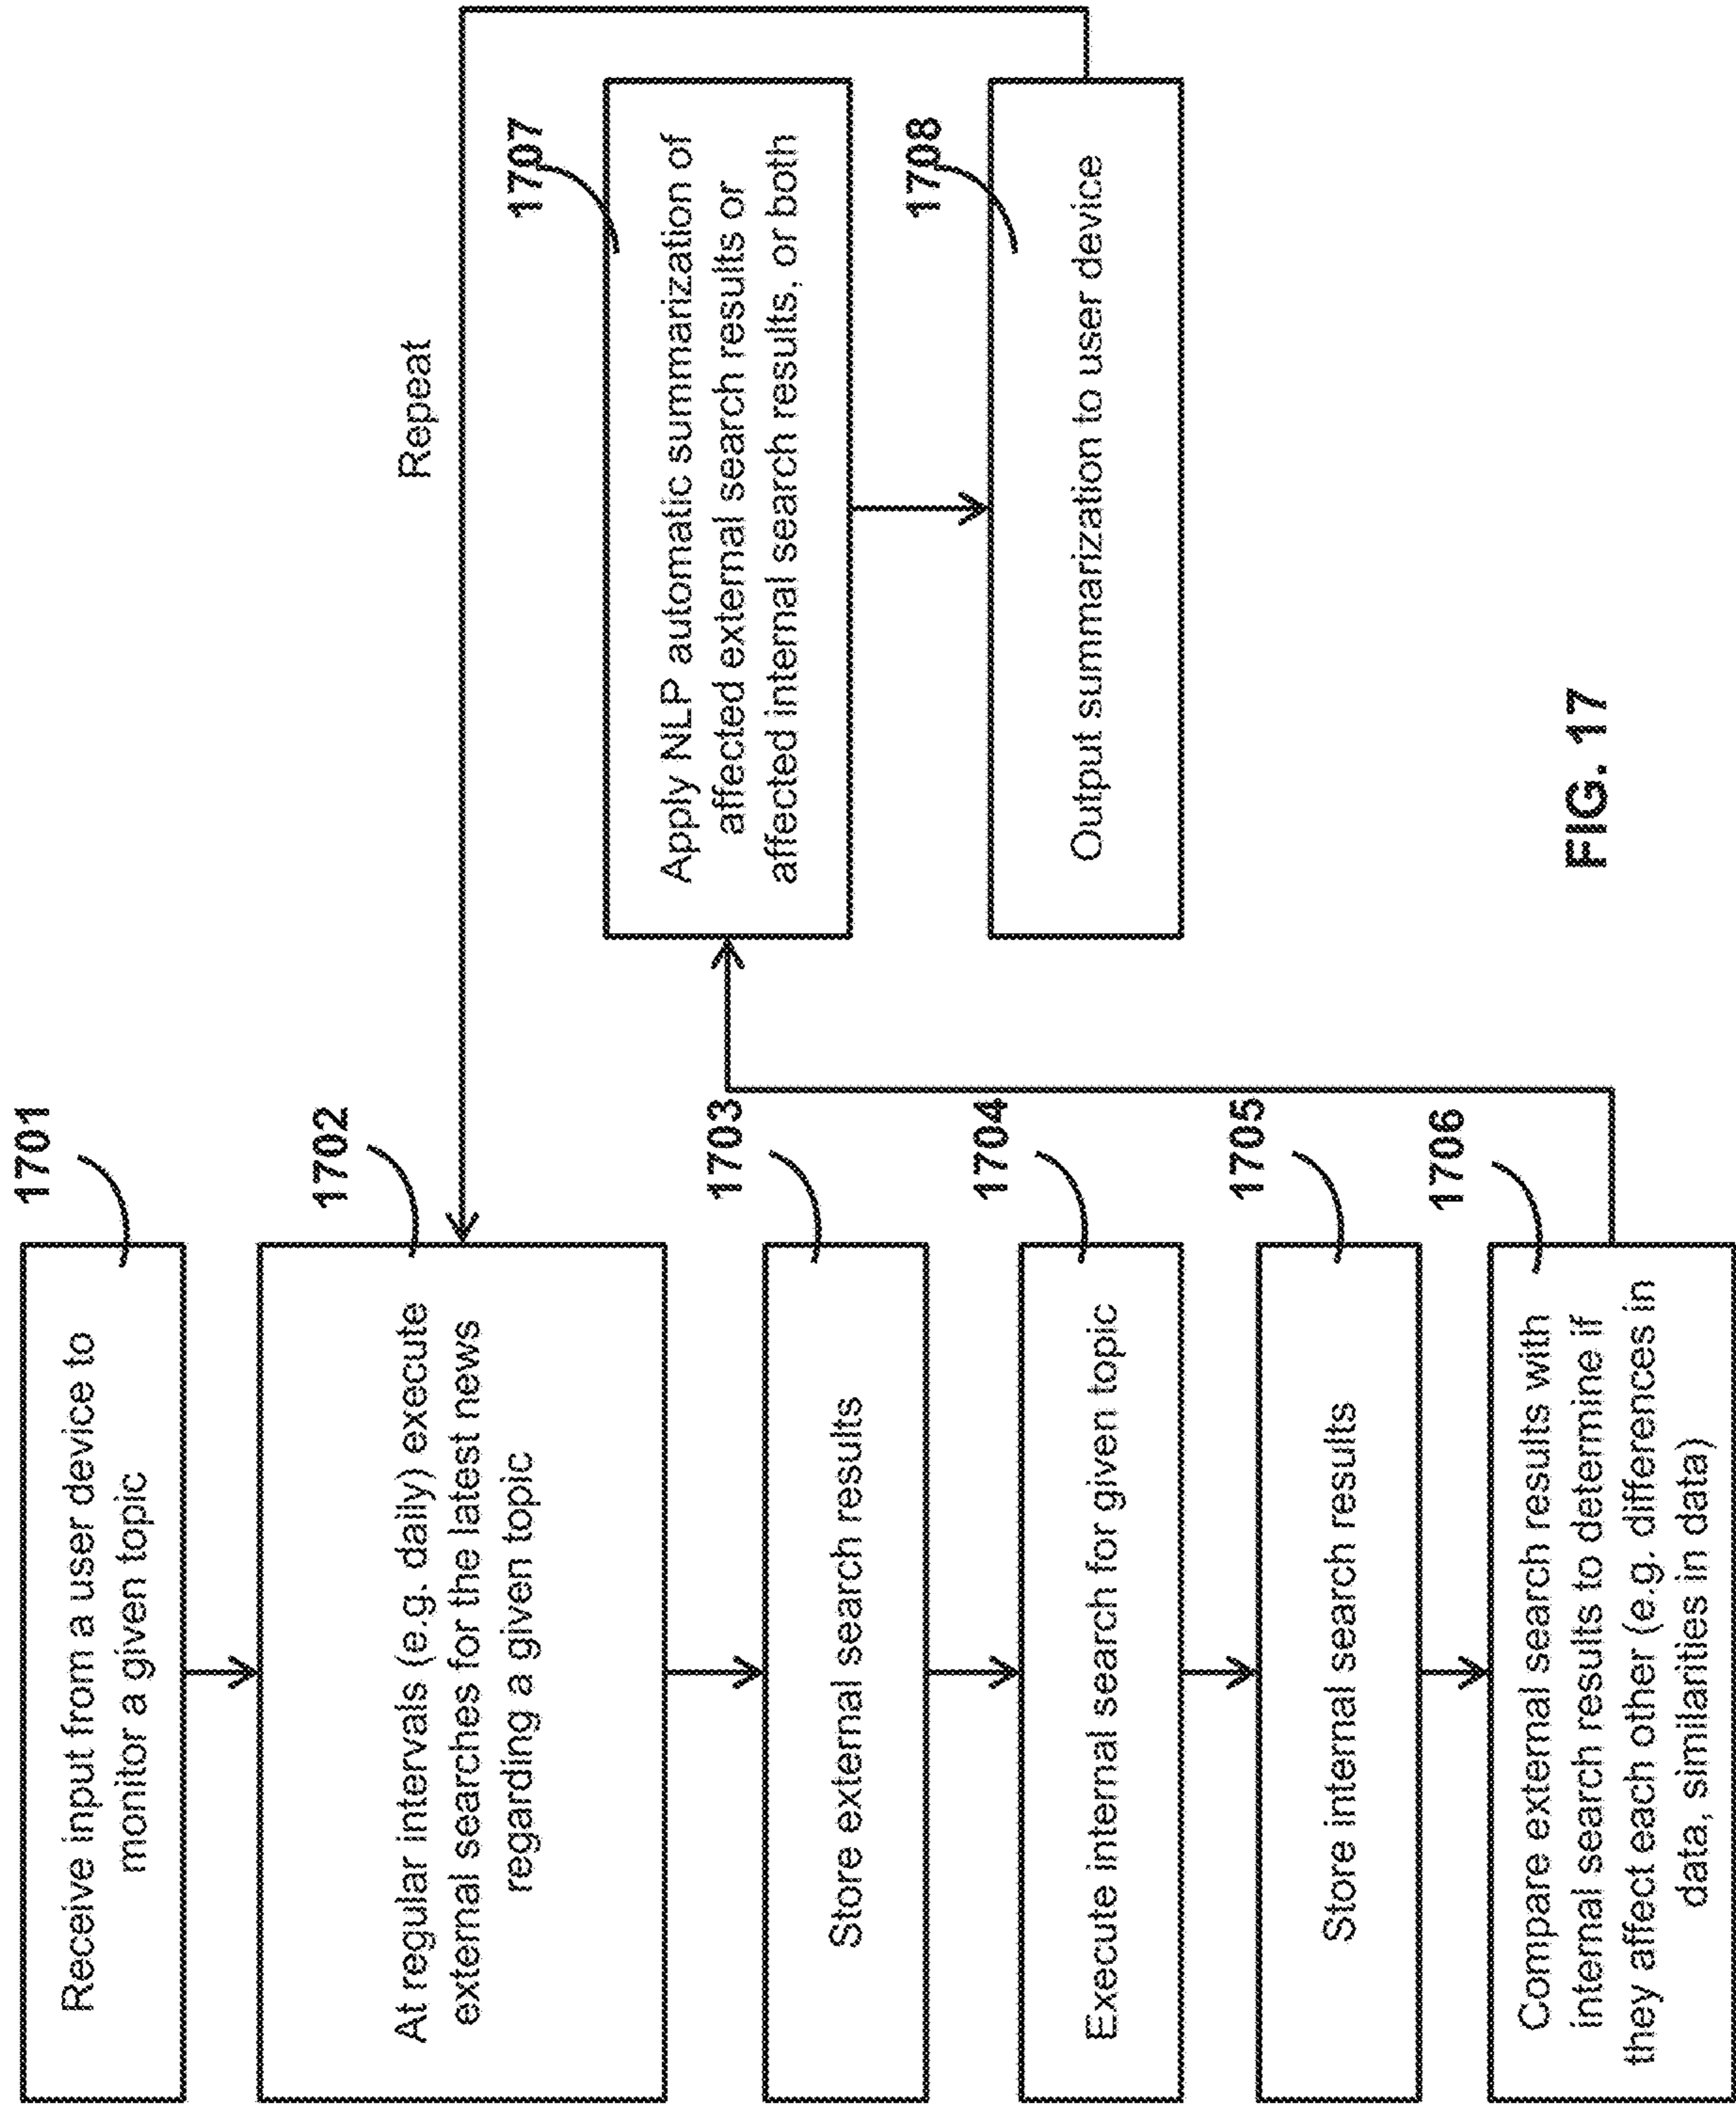 1701
Receive input from a user device to
monitor a given topic
1702
At regular intervals (e.g. daily) execute
external searches for the latest news
regarding a given topic
1703
Store external search results
1704
Execute internal search for given topic
1705
Store internal search results
1706
Compare external search results with
internal search results to determine if
they affect each other (e.g. differences in
data, similarities in data)
Repeat
1707
Apply NLP automatic summarization of
affected external search results or
affected internal search results, or both
1708
Output summarization to user device
FIG. 17